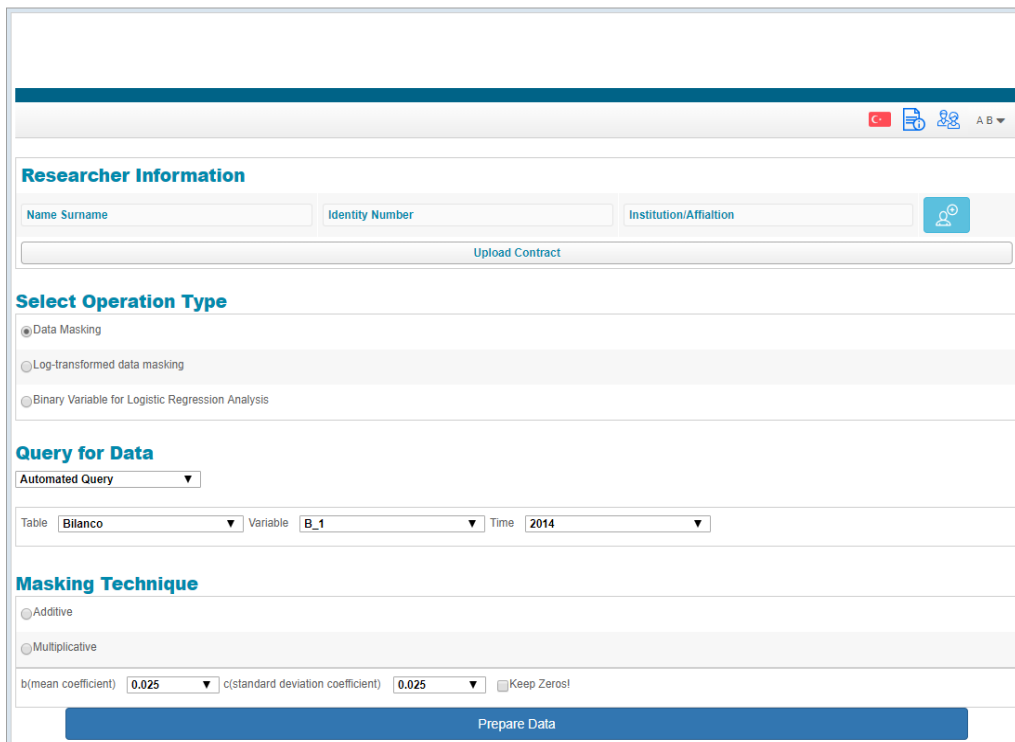 A B
Researcher Information
Name Surname Identity Number Institution/Affialtion
Upload Contract
Select Operation Type
Data Masking
Log-transformed data masking
Binary Variable for Logistic Regression Analysis
Query for Data
Automated Query
Table Bilanco Variable B_1 Time 2014
Masking Technique
Additive
Multiplicative
b(mean coefficient) 0.025 c(standard deviation coefficient) 0.025 Keep Zeros!
Prepare Data